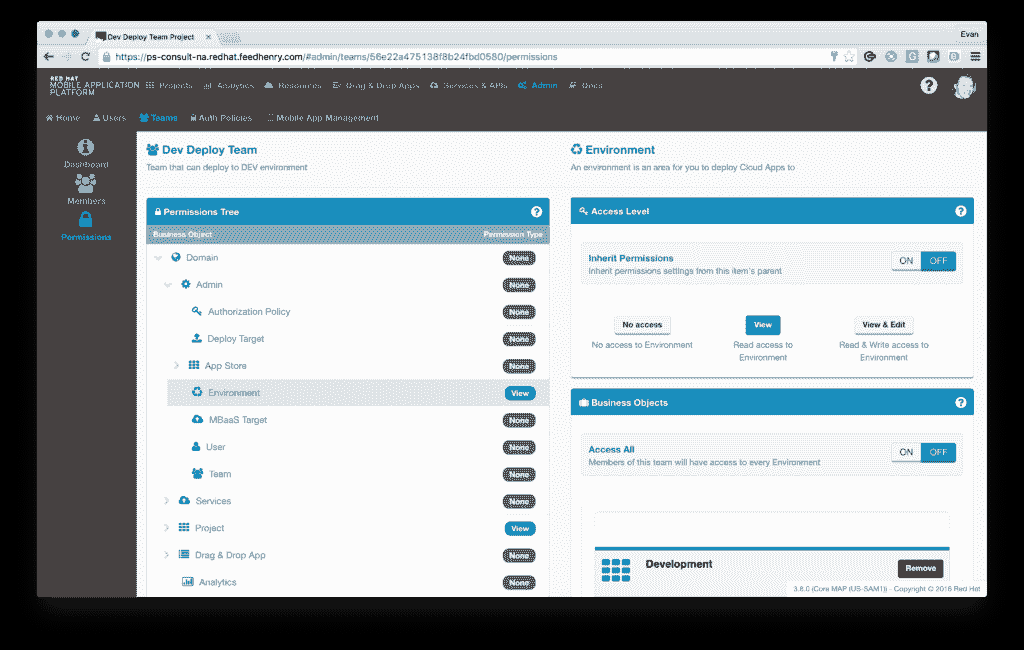 Dev Deploy Team Project
Evan
https://ps-consult-na.redhat.feedhenry.com/#admin/teams/56e22a475138f8b24fbd0580/permissions
RED HAT
MOBILE APPLICATION
PLATFORM
Projects Analytics Resources Drag & Drop Apps Services & APIs Admin Docs
Home Users Teams Auth Policies Mobile App Management
Dashboard
Members
Permissions
Dev Deploy Team
Team that can deploy to DEV environment
Permissions Tree
Business Object Permission Type
Domain None
Admin None
Authorization Policy None
Deploy Target None
App Store None
Environment View
MBaaS Target None
User None
Team None
Services None
Project View
Drag & Drop App None
Analytics None
Environment
An environment is an area for you to deploy Cloud Apps to
Access Level
Inherit Permissions
Inherit permissions settings from this item's parent
ON OFF
No access
No access to Environment
View
Read access to
Environment
View & Edit
Read & Write access to
Environment
Business Objects
Access All
Members of this team will have access to every Environment
ON OFF
Development
Remove
3.8.0 (Core MAP (US-SAM1)) - Copyright © 2016 Red Hat